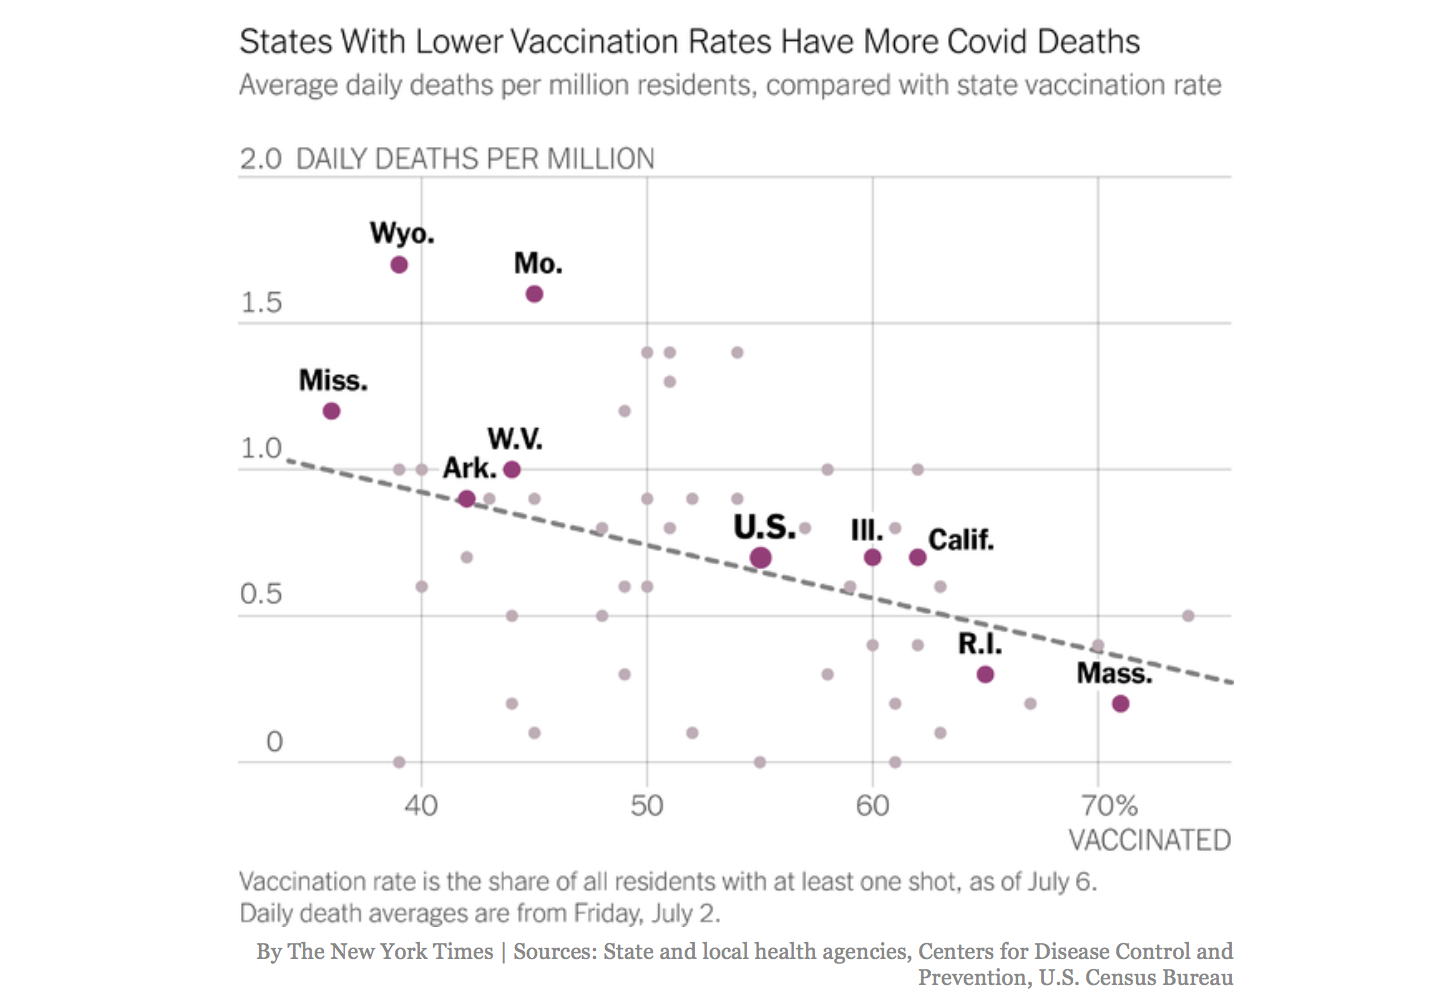 States With Lower Vaccination Rates Have More Covid Deaths
Average daily deaths per million residents, compared with state vaccination rate
2.0 DAILY DEATHS PER MILLION
Wyo.
Mo.
1.5
Miss.
W.V.
1.0
Ark.
U.S.
Ill.
Calif.
0.5
R.I.
Mass.
0
40 50 60 70%
VACCINATED
Vaccination rate is the share of all residents with at least one shot, as of July 6.
Daily death averages are from Friday, July 2.
By The New York Times | Sources: State and local health agencies, Centers for Disease Control and
Prevention, U.S. Census Bureau